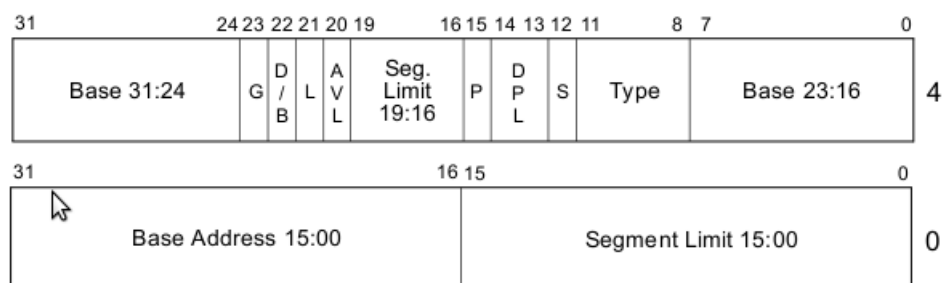 31 24 23 22 21 20 19 16 15 14 13 12 11 8 7 0
Base 31:24 G D/B L AVL Seg. Limit 19:16 P DPL S Type Base 23:16 4
31 16 15 0
Base Address 15:00 Segment Limit 15:00 0